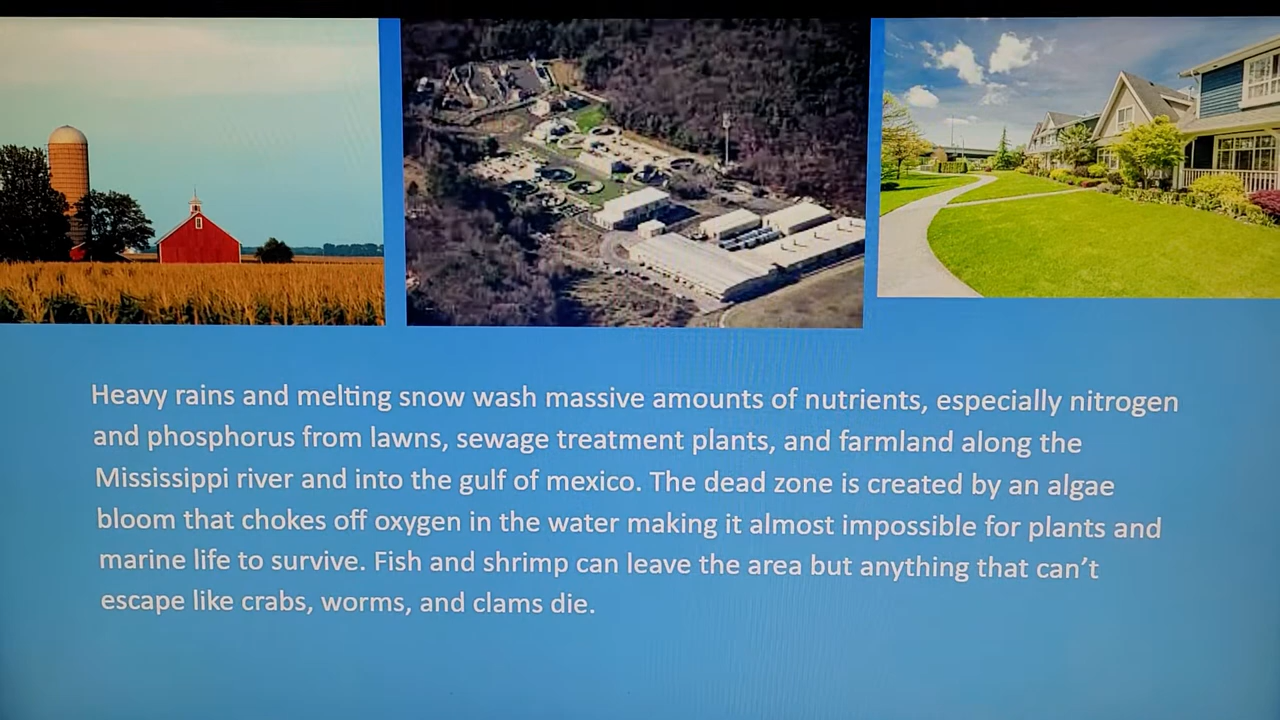 Heavy rains and melting snow wash massive amounts of nutrients, especially nitrogen
and phosphorus from lawns, sewage treatment plants, and farmland along the
Mississippi river and into the gulf of mexico. The dead zone is created by an algae
bloom that chokes off oxygen in the water making it almost impossible for plants and
marine life to survive. Fish and shrimp can leave the area but anything that can’t
escape like crabs, worms, and clams die.